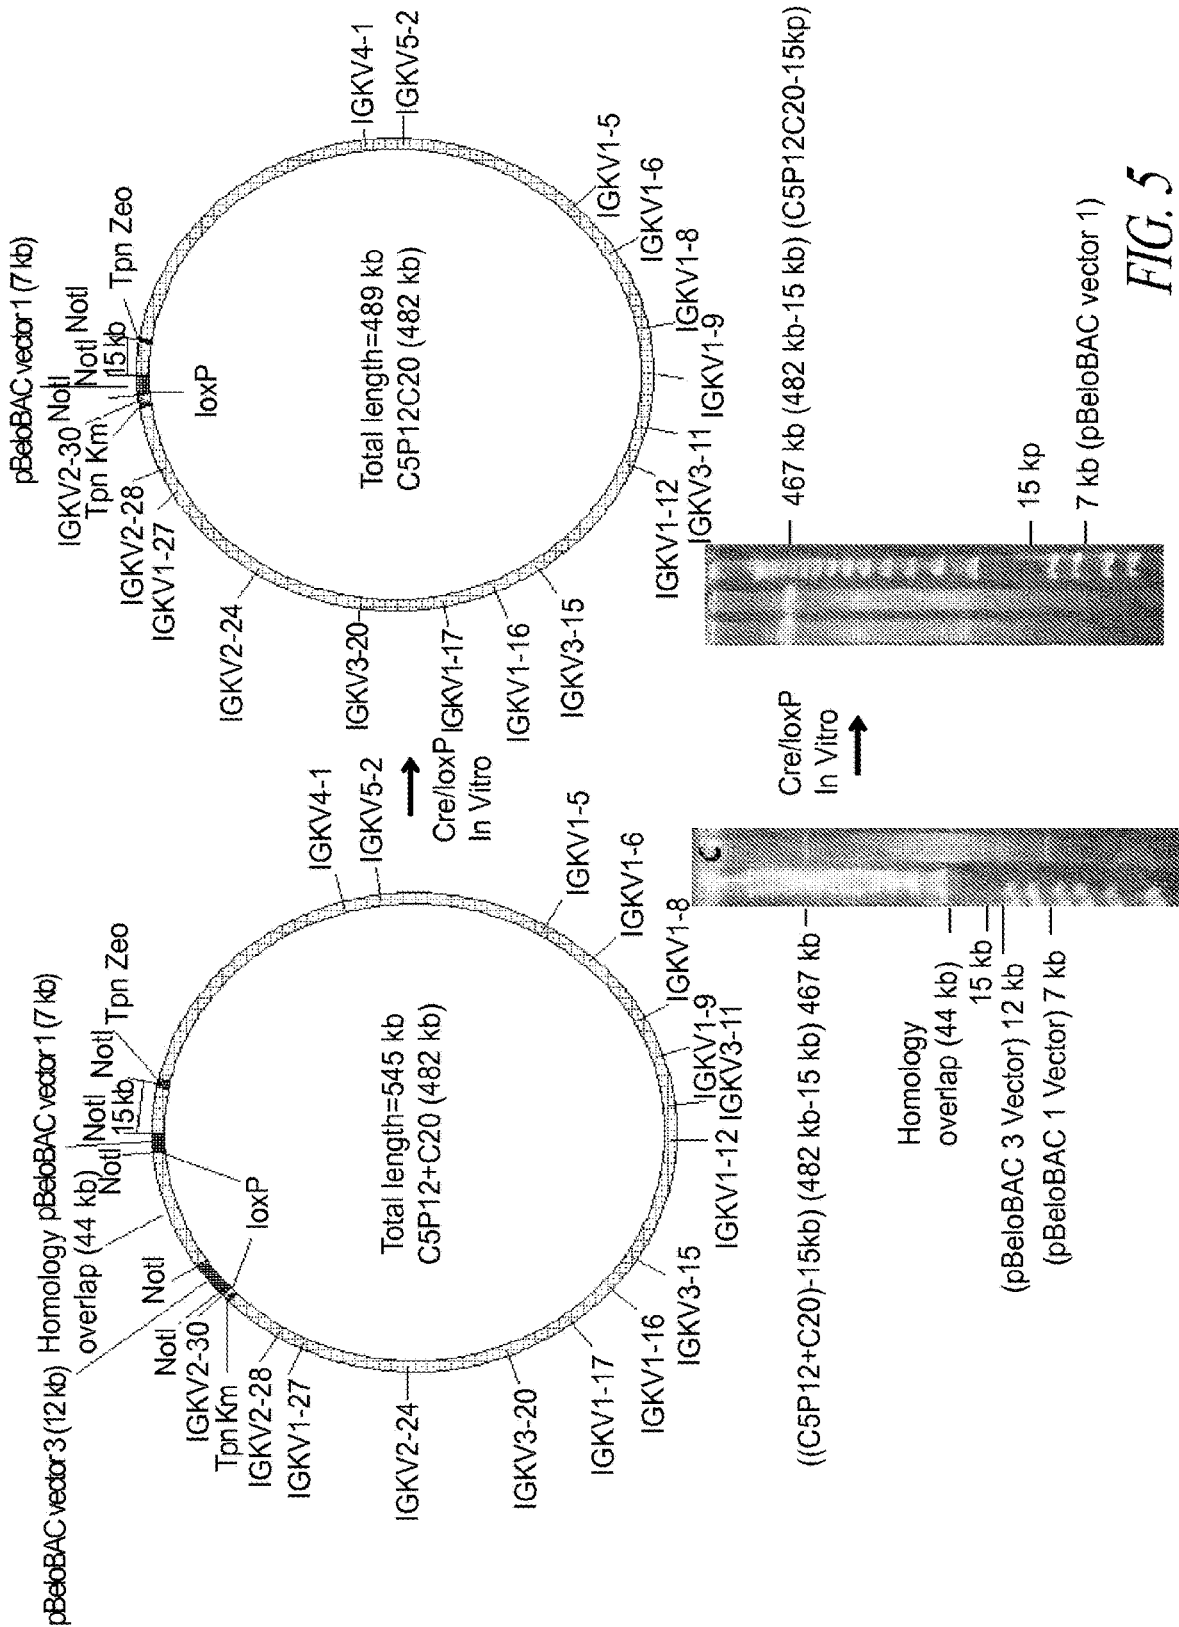 pBeloBAC vector 3 (12 kb)
Homology
overlap (44 kb)
pBeloBAC vector 1 (7 kb)
NotI
NotI
15 kb
NotI
Tpn Zeo
NotI
NotI
IGKV2-30
Tpn Km
IGKV2-28
IGKV1-27
IGKV2-24
IGKV3-20
IGKV1-17
IGKV1-16
IGKV3-15
IGKV1-12
IGKV3-11
IGKV1-9
IGKV1-8
IGKV1-6
IGKV1-5
IGKV5-2
IGKV4-1
loxP
Total length=545 kb
C5P12+C20 (482 kb)
Cre/loxP
In Vitro
pBeloBAC vector 1 (7 kb)
NotI
NotI
15 kb
NotI
Tpn Zeo
IGKV2-30
Tpn Km
IGKV2-28
IGKV1-27
IGKV2-24
IGKV3-20
IGKV1-17
IGKV1-16
IGKV3-15
IGKV1-12
IGKV3-11
IGKV1-9
IGKV1-8
IGKV1-6
IGKV1-5
IGKV5-2
IGKV4-1
loxP
Total length=489 kb
C5P12C20 (482 kb)
((C5P12+C20)-15kb) (482 kb-15 kb) 467 kb
Homology
overlap (44 kb)
15 kb
(pBeloBAC 3 Vector) 12 kb
(pBeloBAC 1 Vector) 7 kb
C
Cre/loxP
In Vitro
467 kb (482 kb-15 kb) (C5P12C20-15kp)
15 kp
7 kb (pBeloBAC vector 1)
FIG. 5